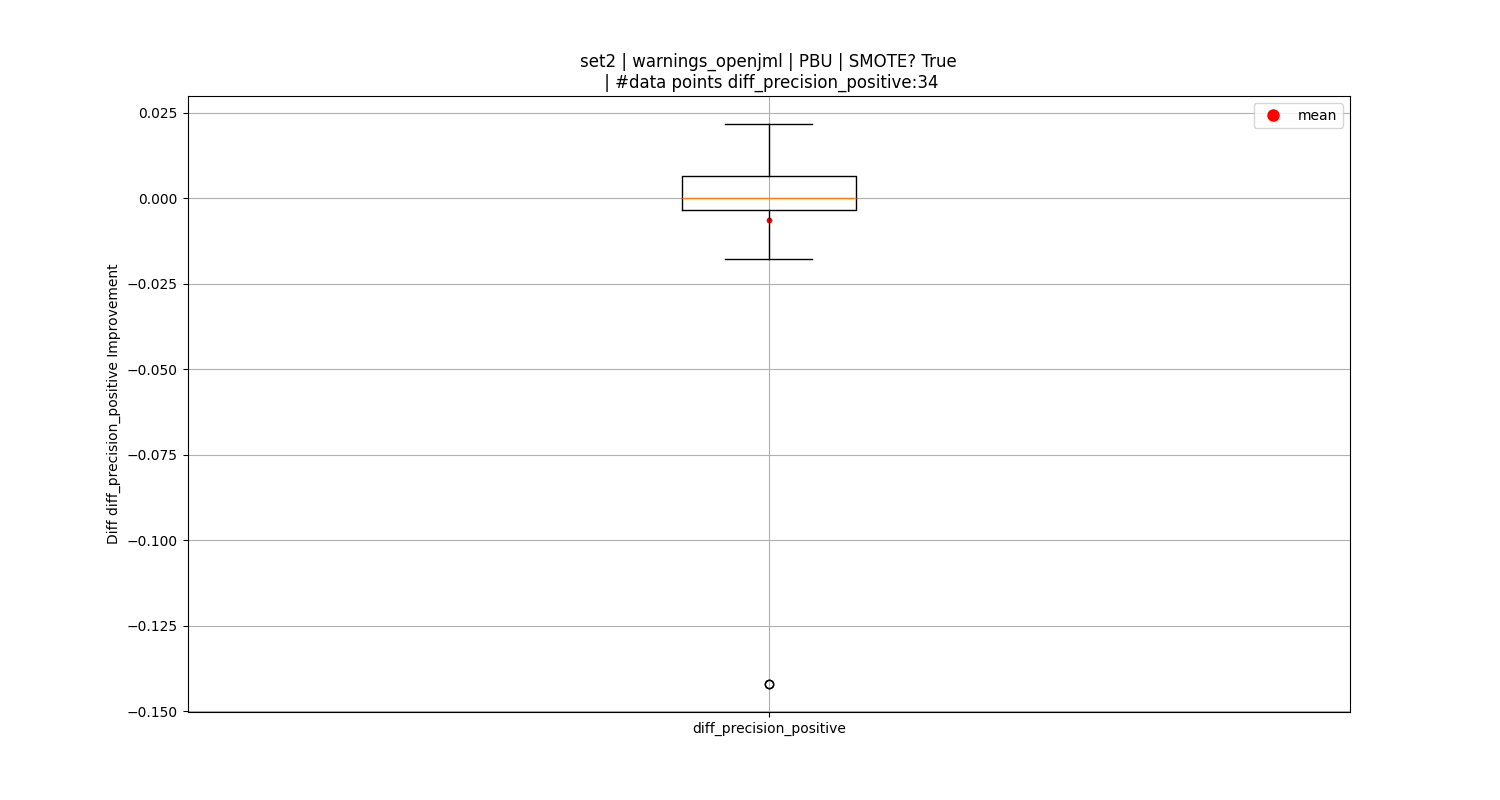 set2 | warnings_openjml | PBU | SMOTE? True
| #data points diff_precision_positive:34
mean
0.025
0.000
−0.025
−0.050
−0.075
−0.100
−0.125
−0.150
Diff diff_precision_positive Improvement
diff_precision_positive